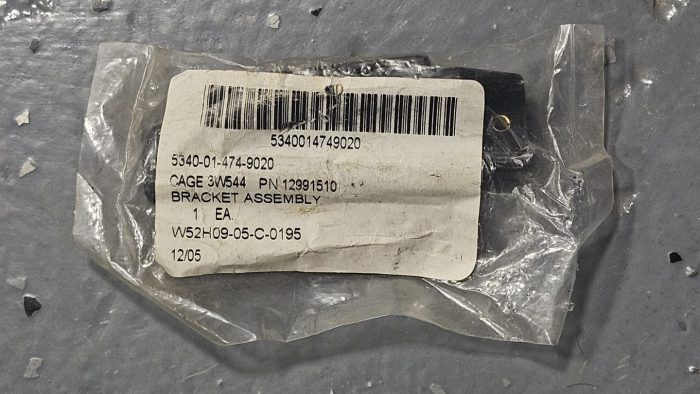 5340014749020
5340-01-474-9020
CAGE 3W544 PN 12991510
BRACKET ASSEMBLY
1 EA.
W52H09-05-C-0195
12/05